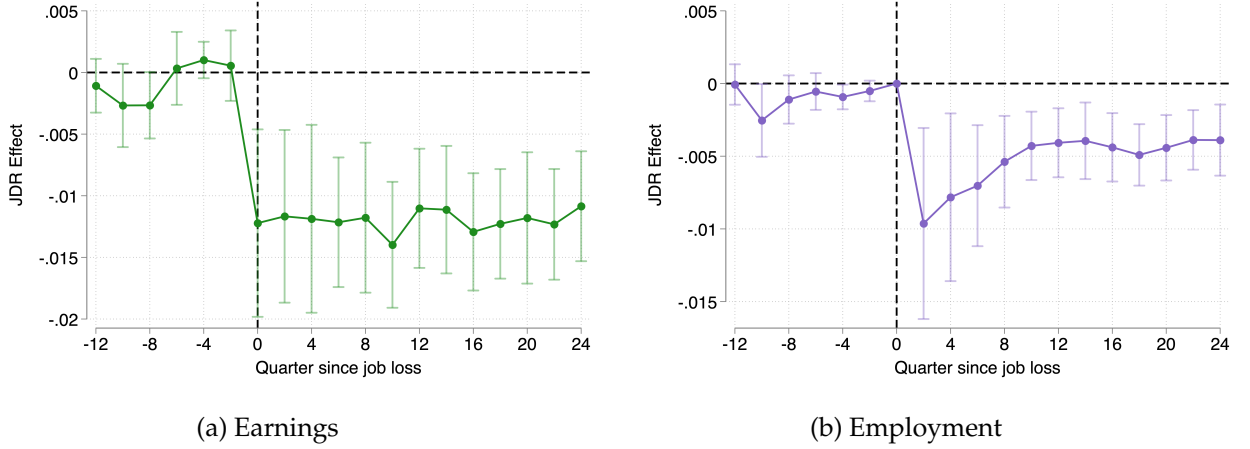 .005
0
-.005
-.01
-.015
-.02
JDR Effect
-12 -8 -4 0 4 8 12 16 20 24
Quarter since job loss
(a) Earnings
.005
0
-.005
-.01
-.015
JDR Effect
-12 -8 -4 0 4 8 12 16 20 24
Quarter since job loss
(b) Employment